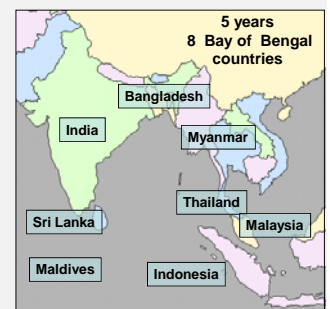 5 years
8 Bay of Bengal
countries
Bangladesh
India
Myanmar
Thailand
Sri Lanka
Malaysia
Maldives
Indonesia